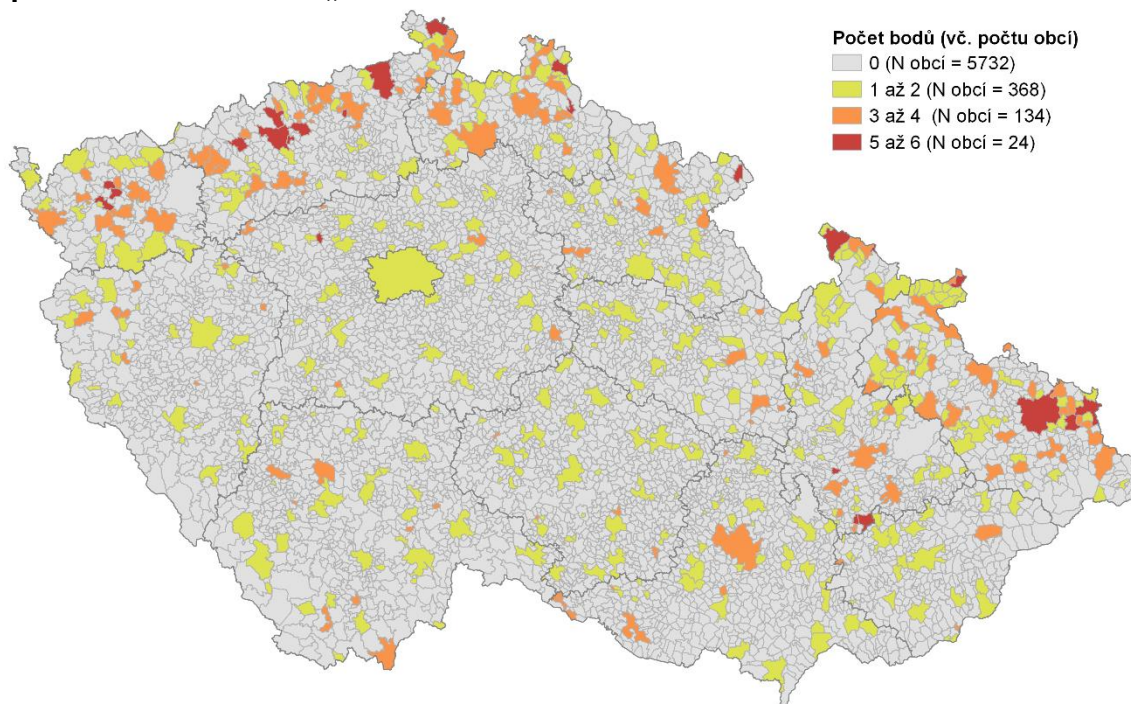 Počet bodů (vč. počtu obcí)
0 (N obcí = 5732)
1 až 2 (N obcí = 368)
3 až 4 (N obcí = 134)
5 až 6 (N obcí = 24)